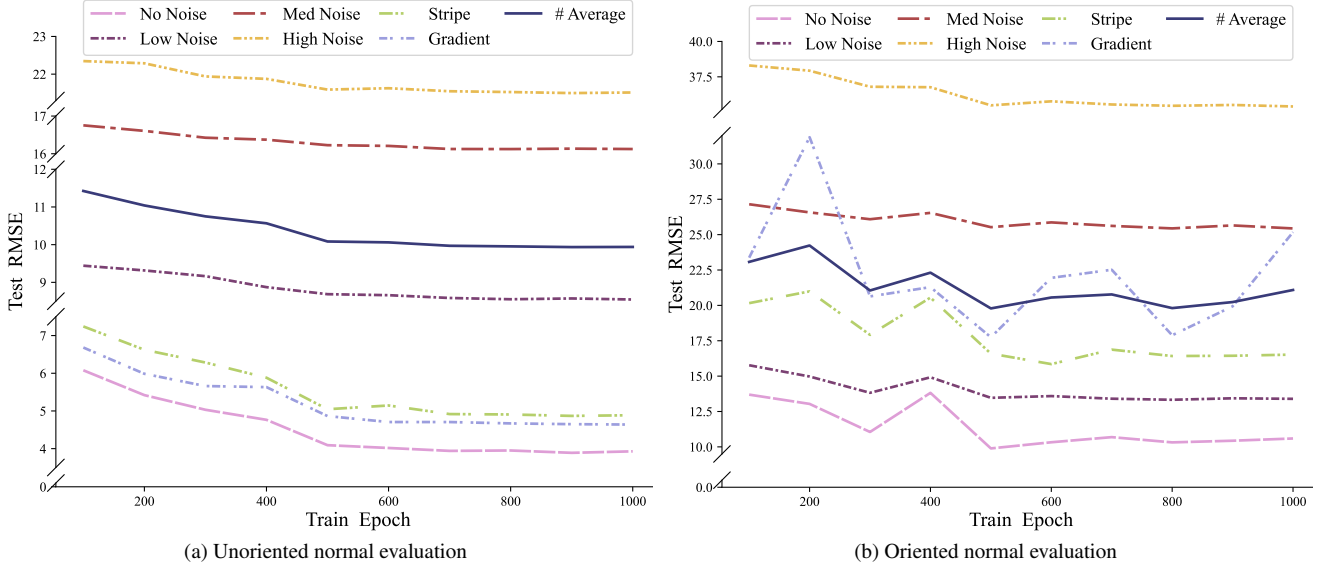 No Noise
Med Noise
Stripe
# Average
Low Noise
High Noise
Gradient
23
22
17
16
12
11
10
9
7
6
5
4
0
Test RMSE
200
400
600
800
1000
Train Epoch
(a) Unoriented normal evaluation
No Noise
Med Noise
Stripe
# Average
Low Noise
High Noise
Gradient
40.0
37.5
30.0
27.5
25.0
22.5
20.0
17.5
15.0
12.5
10.0
0.0
Test RMSE
200
400
600
800
1000
Train Epoch
(b) Oriented normal evaluation